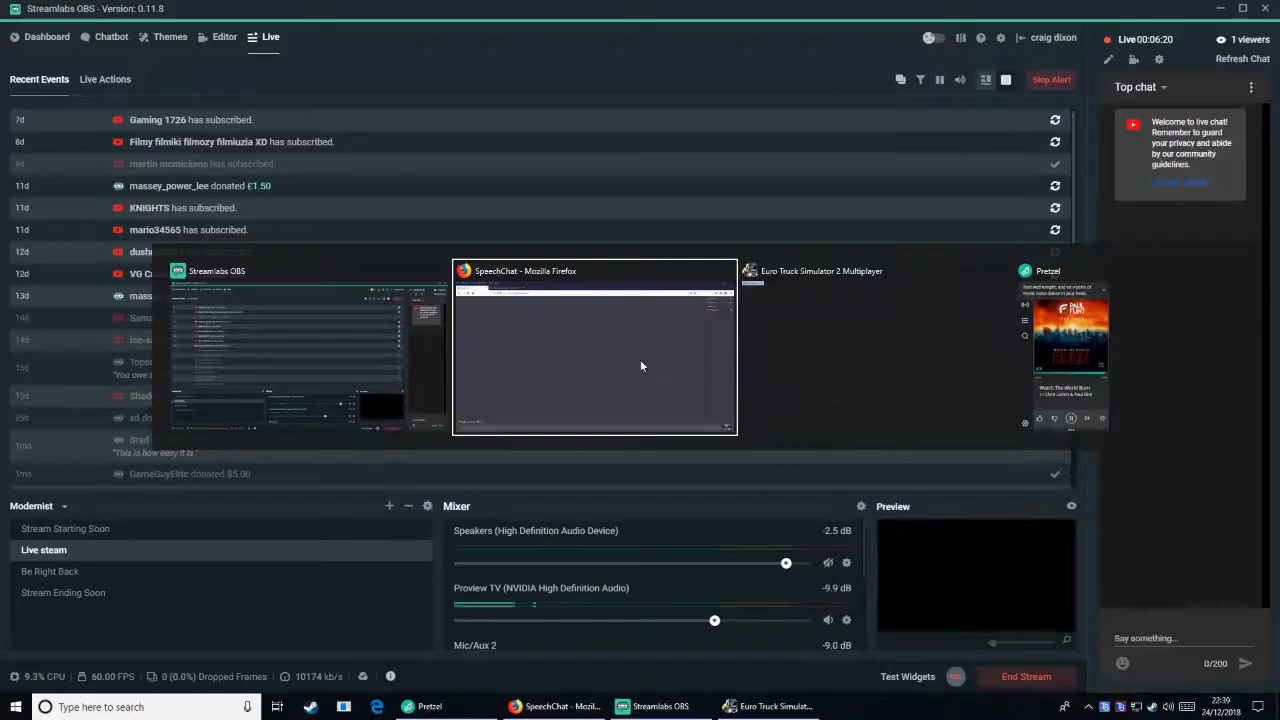 Streamlabs OBS - Version: 0.11.8
Dashboard
Chatbot
Themes
Editor
Live
craig dixon
Live 00:06:20
1 viewers
Refresh Chat
Recent Events
Live Actions
Skip Alert
Top chat
Welcome to live chat!
Remember to guard
your privacy and abide
by our community
guidelines.
7d Gaming 1726 has subscribed.
8d Filmy filmiki filmozy filmiuzia XD has subscribed.
9d martin mcmickens has subscribed.
11d massey_power_lee donated £1.50
11d KNIGHTS has subscribed.
11d mario34565 has subscribed.
12d
12d VG
14d
14d
15d
15d
1mo
"This is how easy it is "
1mo GameGuyElite donated $5.00
Streamlabs OBS
SpeechChat - Mozilla Firefox
Euro Truck Simulator 2 Multiplayer
Pretzel
PAUL
FLINT
Watch The World Burn
Modernist
Stream Starting Soon
Live steam
Be Right Back
Stream Ending Soon
Mixer
Speakers (High Definition Audio Device) -2.5 dB
Proview TV (NVIDIA High Definition Audio) -9.9 dB
Mic/Aux 2 -9.0 dB
Preview
Say something...
0/200
9.3% CPU
60.00 FPS
0 (0.0%) Dropped Frames
10174 kb/s
Test Widgets
End Stream
Type here to search
Pretzel
SpeechChat - Mozil...
Streamlabs OBS
Euro Truck Simulat...
22:39
24/12/2018